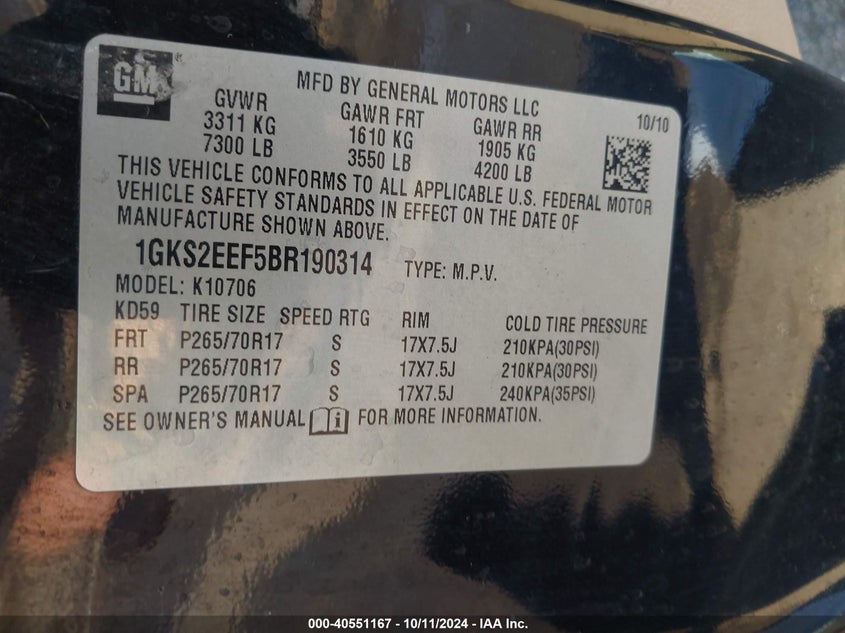 GM
MFD BY GENERAL MOTORS LLC
10/10
GVWR GAWR FRT GAWR RR
3311 KG 1610 KG 1905 KG
7300 LB 3550 LB 4200 LB
THIS VEHICLE CONFORMS TO ALL APPLICABLE U.S. FEDERAL MOTOR
VEHICLE SAFETY STANDARDS IN EFFECT ON THE DATE OF
MANUFACTURE SHOWN ABOVE.
1GKS2EEF5BR190314 TYPE: M.P.V.
MODEL: K10706
KD59 TIRE SIZE SPEED RTG RIM COLD TIRE PRESSURE
FRT P265/70R17 S 17X7.5J 210KPA(30PSI)
RR P265/70R17 S 17X7.5J 210KPA(30PSI)
SPA P265/70R17 S 17X7.5J 240KPA(35PSI)
SEE OWNER'S MANUAL i FOR MORE INFORMATION.
000-40551167 - 10/11/2024 - IAA Inc.